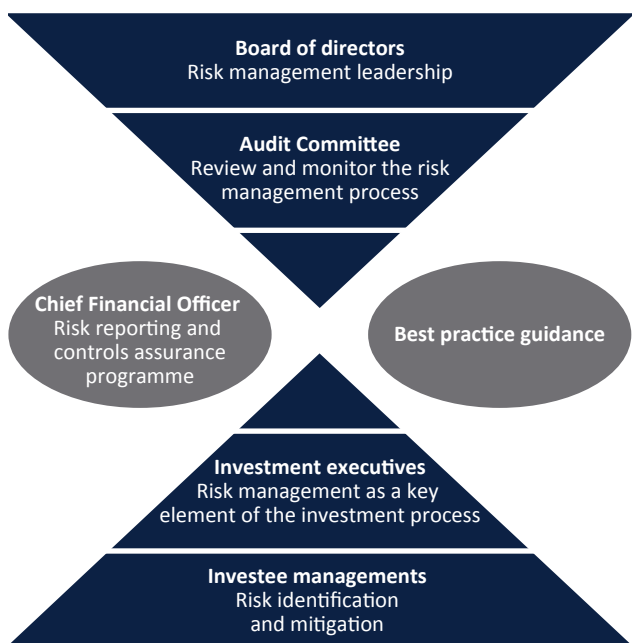 Board of directors
Risk management leadership
Audit Committee
Review and monitor the risk
management process
Chief Financial Officer
Risk reporting and
controls assurance
programme
Best practice guidance
Investment executives
Risk management as a key
element of the investment process
Investee managements
Risk identification
and mitigation